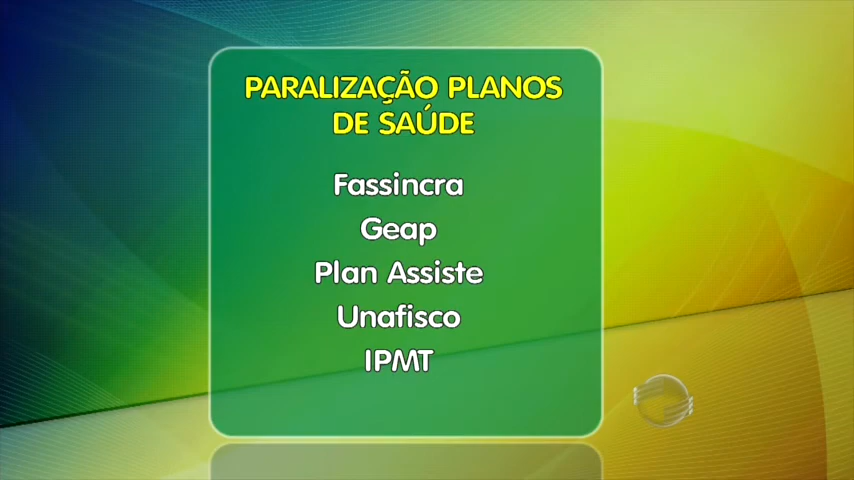 PARALIZAÇÃO PLANOS
DE SAÚDE
Fassincra
Geap
Plan Assiste
Unafisco
IPMT